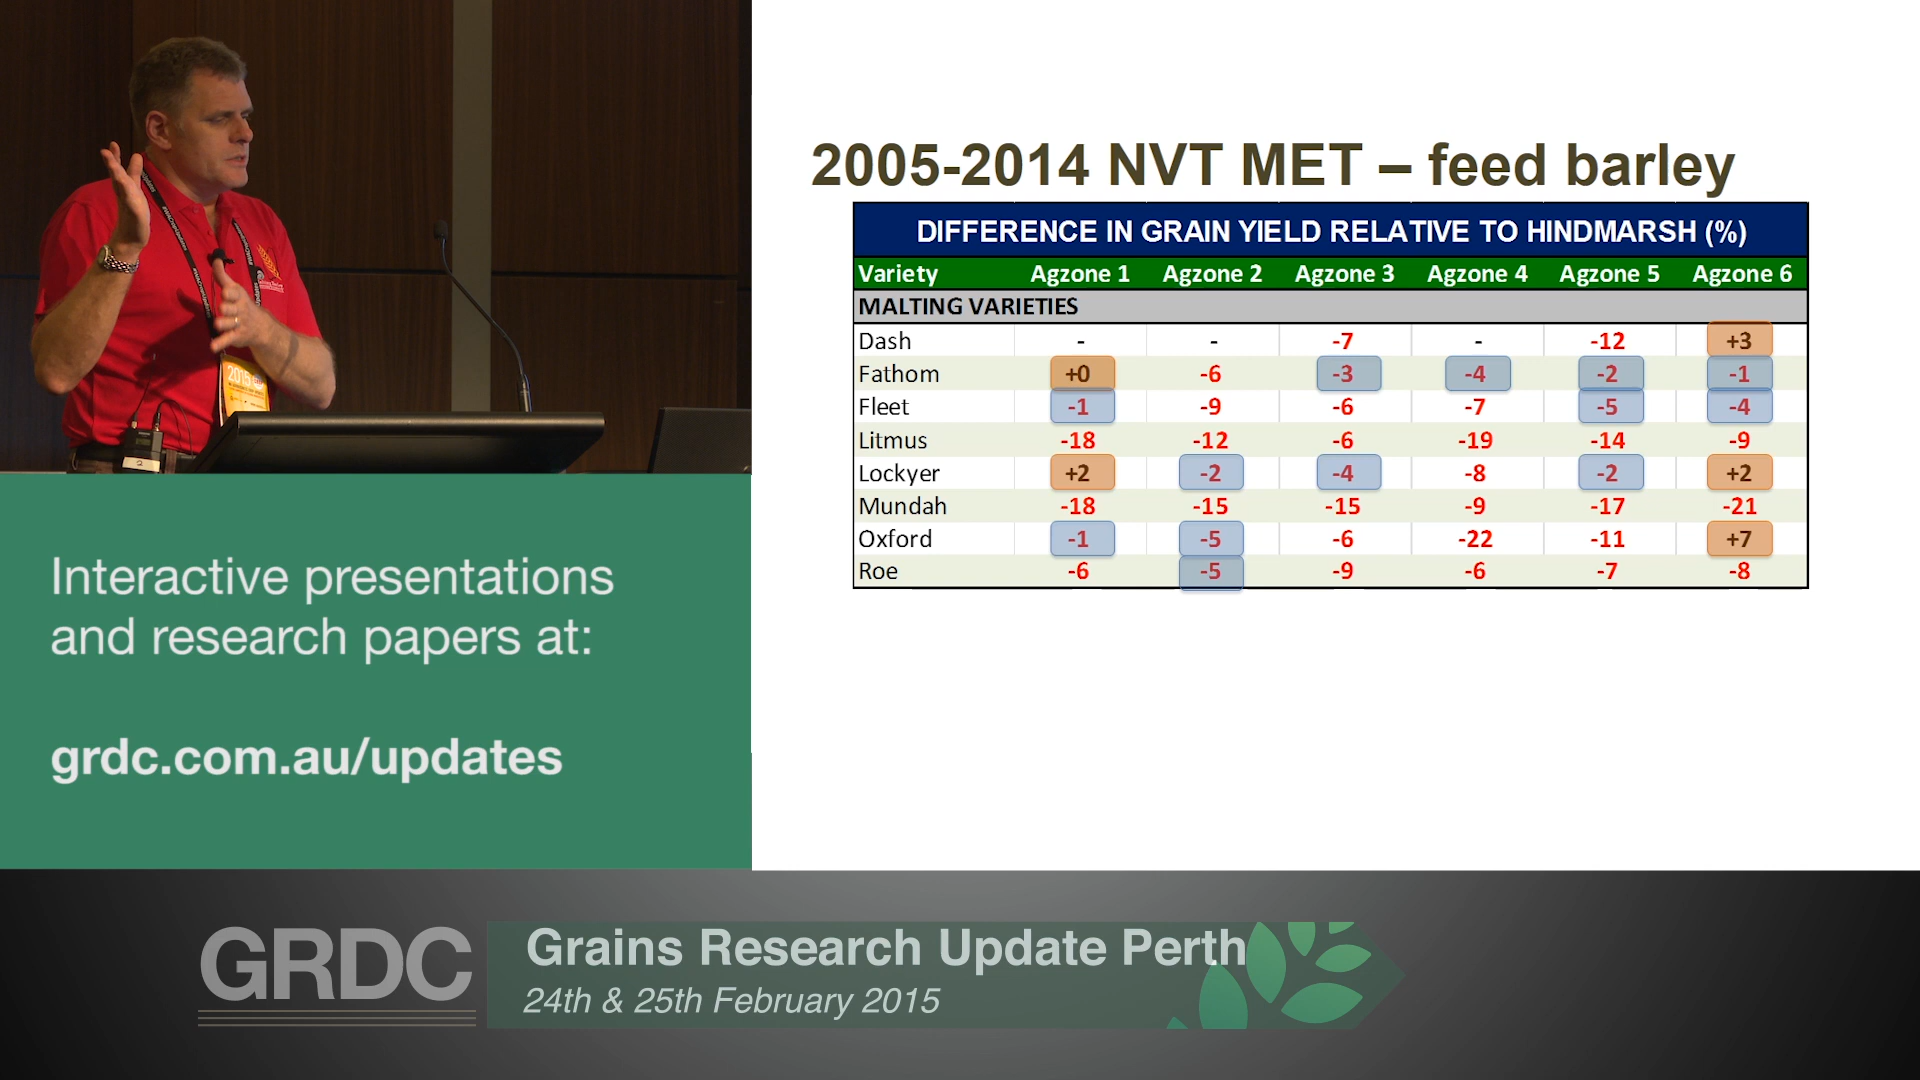 2005-2014 NVT MET – feed barley
DIFFERENCE IN GRAIN YIELD RELATIVE TO HINDMARSH (%)
Variety Agzone 1 Agzone 2 Agzone 3 Agzone 4 Agzone 5 Agzone 6
MALTING VARIETIES
Dash - - -7 - -12 +3
Fathom +0 -6 -3 -4 -2 -1
Fleet -1 -9 -6 -7 -5 -4
Litmus -18 -12 -6 -19 -14 -9
Lockyer +2 -2 -4 -8 -2 +2
Mundah -18 -15 -15 -9 -17 -21
Oxford -1 -5 -6 -22 -11 +7
Roe -6 -5 -9 -6 -7 -8
2015
Interactive presentations
and research papers at:
grdc.com.au/updates
GRDC
Grains Research Update Perth
24th & 25th February 2015